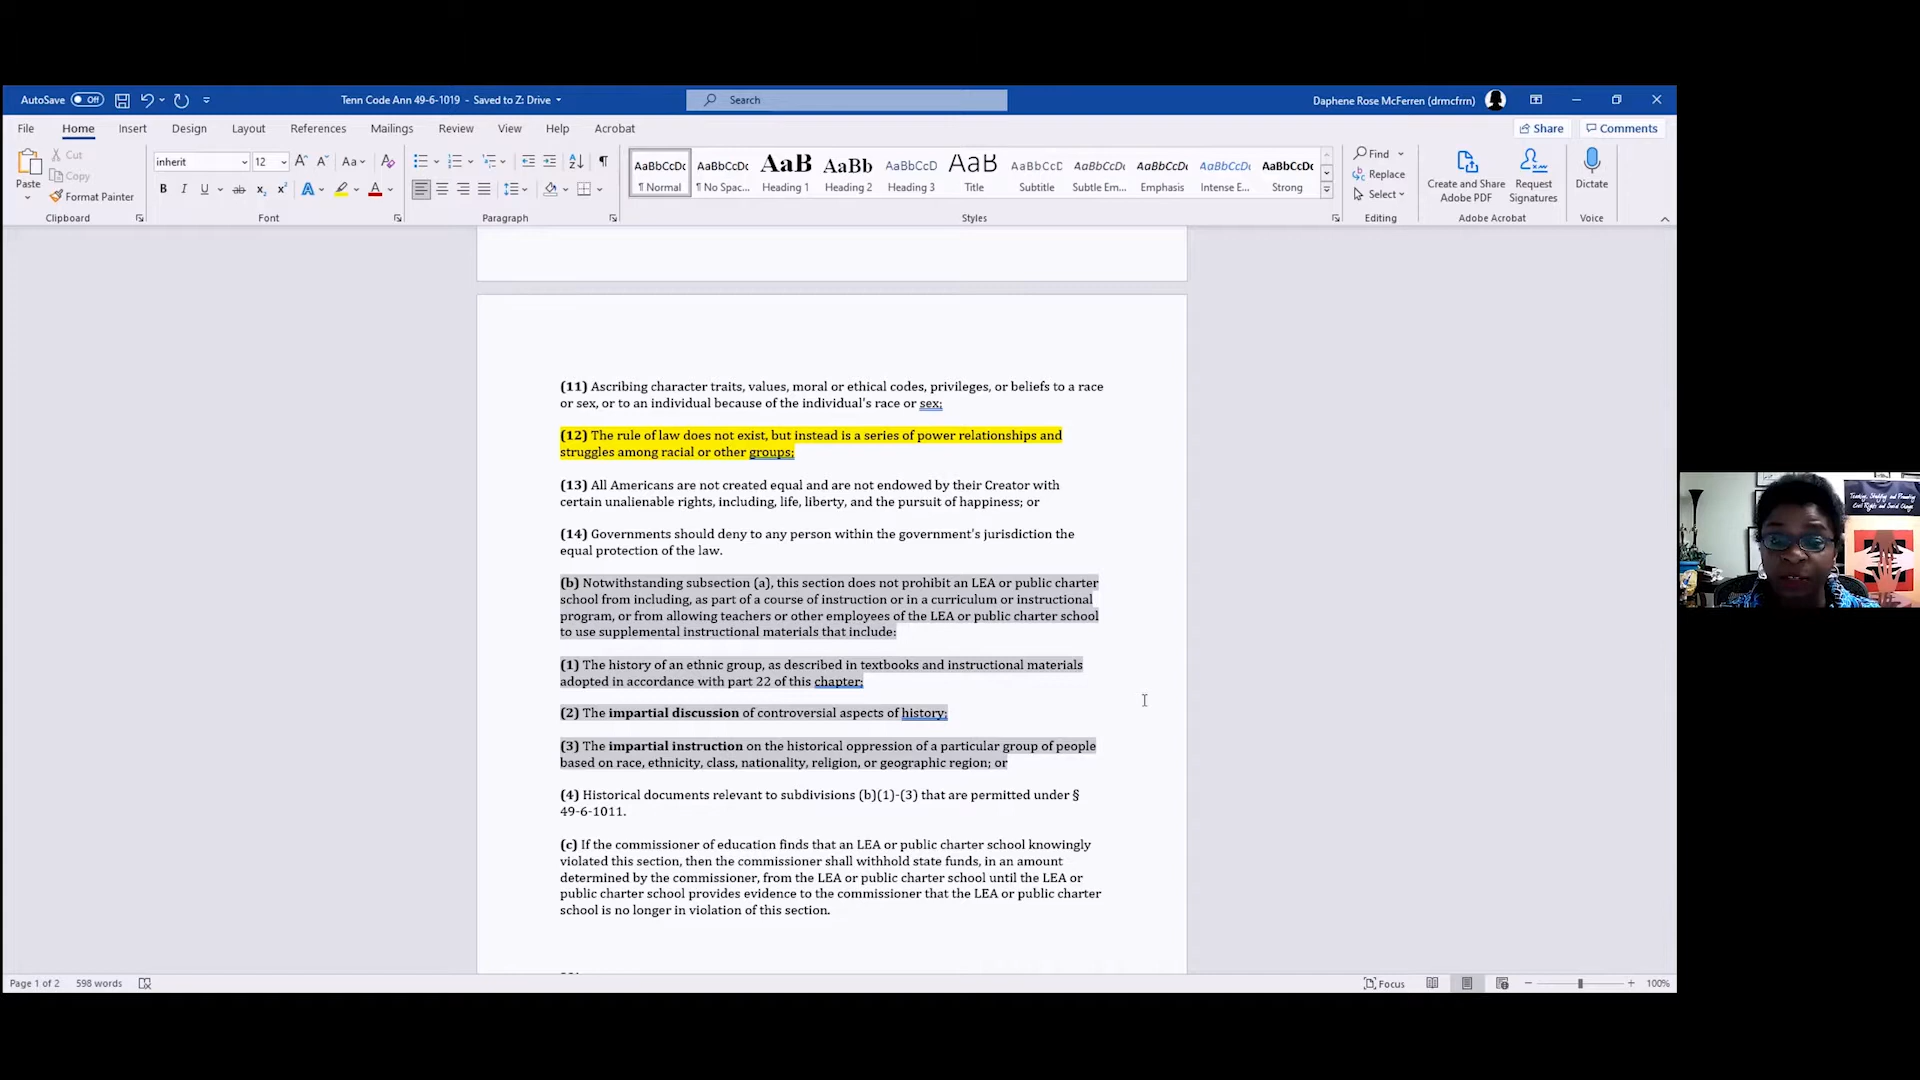 AutoSave Off Tenn Code Ann 49-6-1019 - Saved to Z: Drive Search Daphene Rose McFerren (drmcfrrn)
File Home Insert Design Layout References Mailings Review View Help Acrobat Share Comments
Paste Cut Copy Format Painter Clipboard
inherit 12 Font
Paragraph
AaBbCcDc AaBbCcDc AaB AaBb AaBbCcD AaB AaBbCcC AaBbCcDc AaBbCcDc AaBbCcDc AaBbCcDc
¶ Normal ¶ No Spac... Heading 1 Heading 2 Heading 3 Title Subtitle Subtle Em... Emphasis Intense E... Strong
Styles
Find Replace Select Editing
Create and Share Adobe PDF Request Signatures Adobe Acrobat
Dictate Voice
(11) Ascribing character traits, values, moral or ethical codes, privileges, or beliefs to a race
or sex, or to an individual because of the individual's race or sex;
(12) The rule of law does not exist, but instead is a series of power relationships and
struggles among racial or other groups;
(13) All Americans are not created equal and are not endowed by their Creator with
certain unalienable rights, including, life, liberty, and the pursuit of happiness; or
(14) Governments should deny to any person within the government's jurisdiction the
equal protection of the law.
(b) Notwithstanding subsection (a), this section does not prohibit an LEA or public charter
school from including, as part of a course of instruction or in a curriculum or instructional
program, or from allowing teachers or other employees of the LEA or public charter school
to use supplemental instructional materials that include:
(1) The history of an ethnic group, as described in textbooks and instructional materials
adopted in accordance with part 22 of this chapter;
(2) The impartial discussion of controversial aspects of history;
(3) The impartial instruction on the historical oppression of a particular group of people
based on race, ethnicity, class, nationality, religion, or geographic region; or
(4) Historical documents relevant to subdivisions (b)(1)-(3) that are permitted under §
49-6-1011.
(c) If the commissioner of education finds that an LEA or public charter school knowingly
violated this section, then the commissioner shall withhold state funds, in an amount
determined by the commissioner, from the LEA or public charter school until the LEA or
public charter school provides evidence to the commissioner that the LEA or public charter
school is no longer in violation of this section.
Page 1 of 2 598 words Focus 100%
Teaching, Studying and Promoting
Civil Rights and Social Change